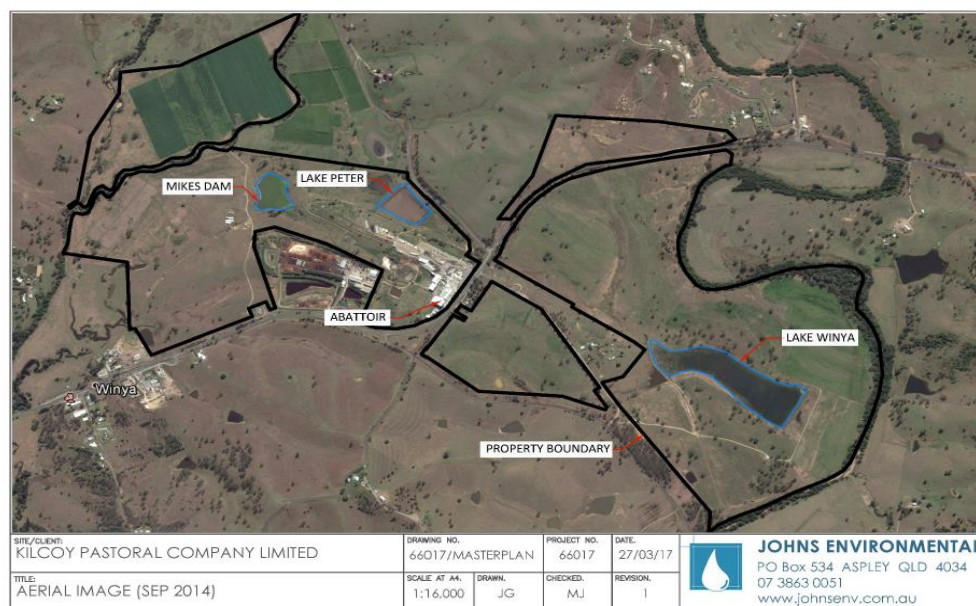 MIKES DAM
LAKE PETER
ABATTOIR
LAKE WINYA
Winya
PROPERTY BOUNDARY
SITE/CLIENT:
KILCOY PASTORAL COMPANY LIMITED
DRAWING NO.
66017/MASTERPLAN
PROJECT NO.
66017
DATE.
27/03/17
TITLE:
AERIAL IMAGE (SEP 2014)
SCALE AT A4.
1:16,000
DRAWN.
JG
CHECKED.
MJ
REVISION.
1
JOHNS ENVIRONMENTAL
PO Box 534 ASPLEY QLD 4034
07 3863 0051
www.johnsenv.com.au